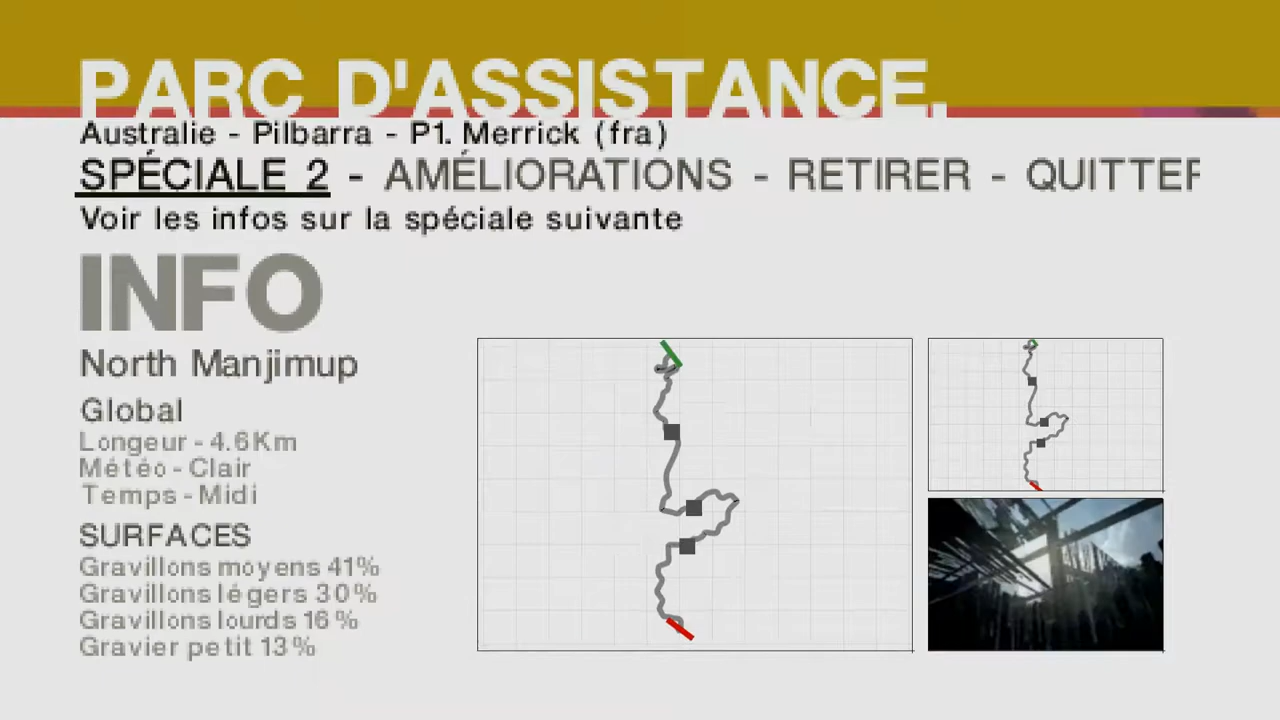 PARC D'ASSISTANCE.
Australie - Pilbarra - P1. Merrick (fra)
SPÉCIALE 2 - AMÉLIORATIONS - RETIRER - QUITTER
Voir les infos sur la spéciale suivante
INFO
North Manjimup
Global
Longeur - 4.6Km
Météo - Clair
Temps - Midi
SURFACES
Gravillons moyens 41%
Gravillons légers 30%
Gravillons lourds 16%
Gravier petit 13%